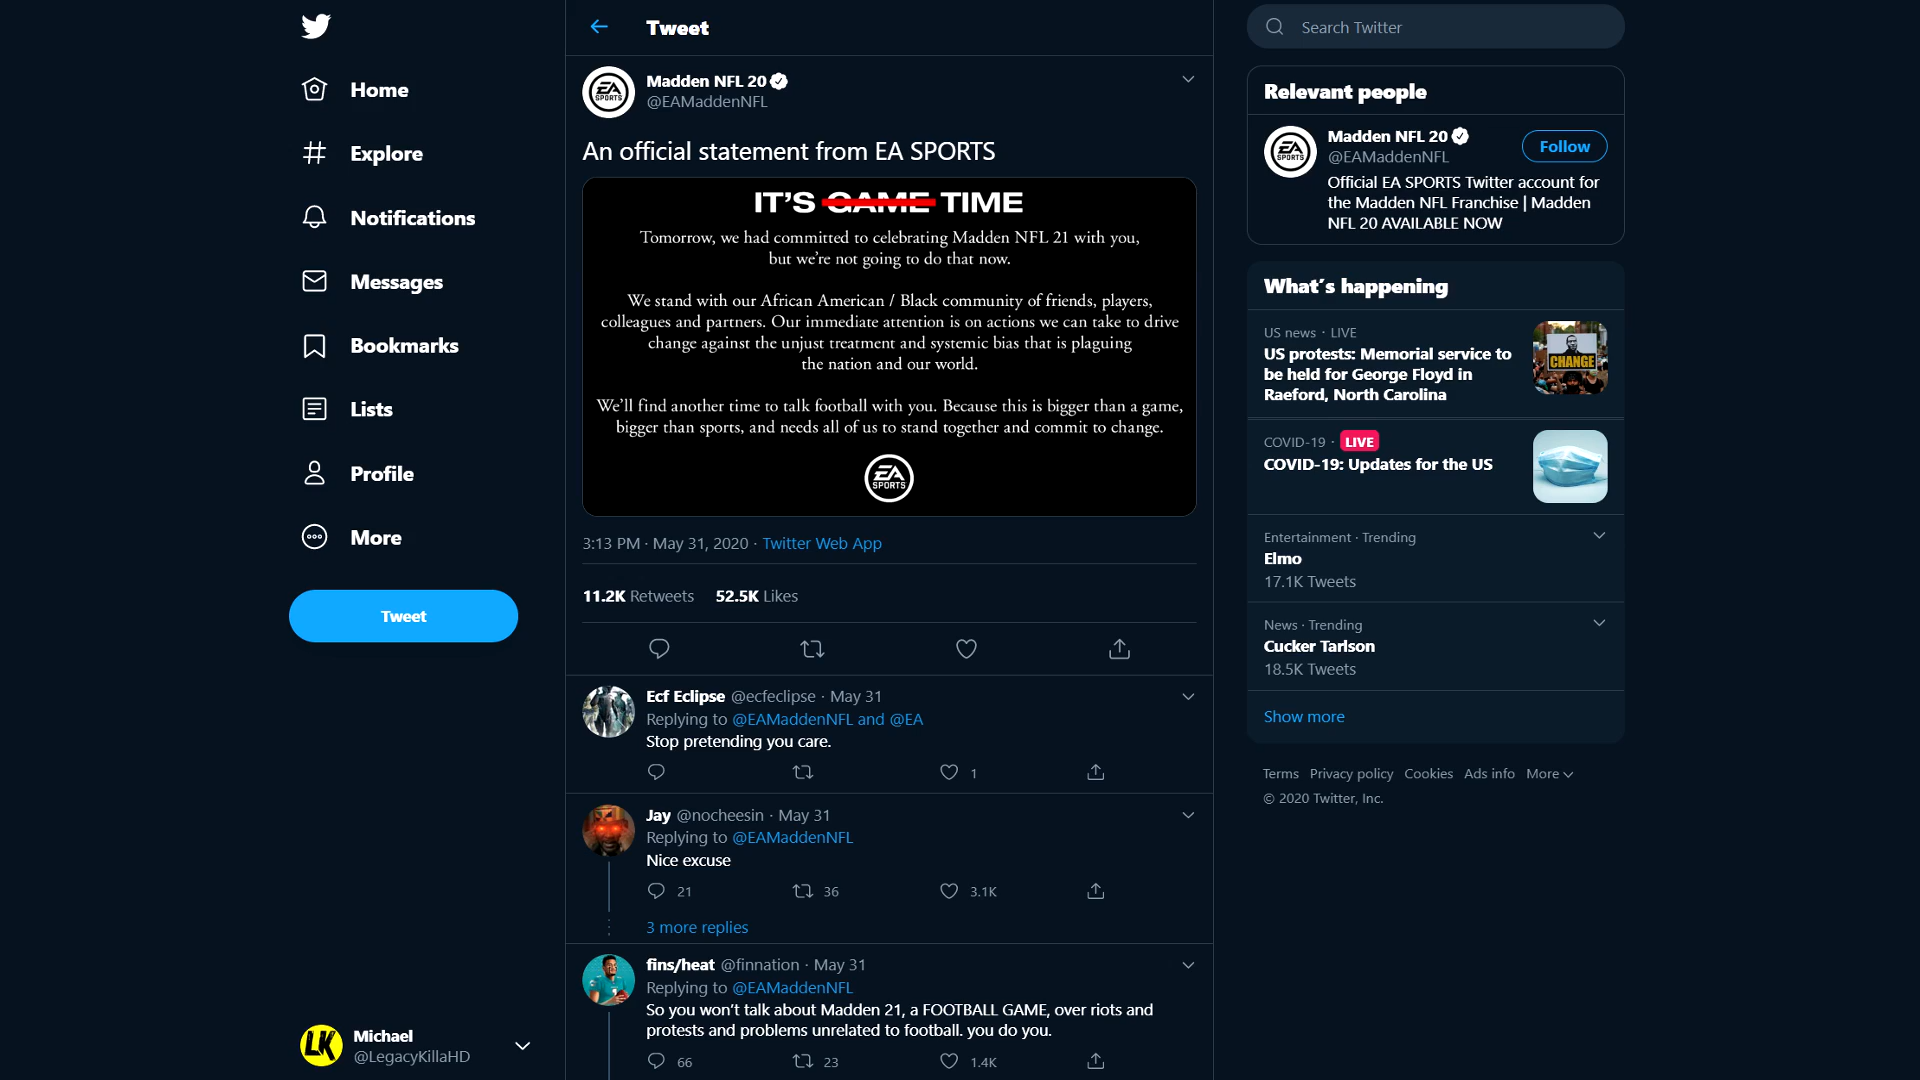 Home
Explore
Notifications
Messages
Bookmarks
Lists
Profile
More
Tweet
Michael
@LegacyKillaHD
Tweet
Madden NFL 20
@EAMaddenNFL
An official statement from EA SPORTS
IT'S GAME TIME
Tomorrow, we had committed to celebrating Madden NFL 21 with you,
but we're not going to do that now.
We stand with our African American / Black community of friends, players,
colleagues and partners. Our immediate attention is on actions we can take to drive
change against the unjust treatment and systemic bias that is plaguing
the nation and our world.
We'll find another time to talk football with you. Because this is bigger than a game,
bigger than sports, and needs all of us to stand together and commit to change.
EA
SPORTS
3:13 PM · May 31, 2020 · Twitter Web App
11.2K Retweets 52.5K Likes
Ecf Eclipse @ecfeclipse · May 31
Replying to @EAMaddenNFL and @EA
Stop pretending you care.
1
Jay @nocheesin · May 31
Replying to @EAMaddenNFL
Nice excuse
21 36 3.1K
3 more replies
fins/heat @finnation · May 31
Replying to @EAMaddenNFL
So you won't talk about Madden 21, a FOOTBALL GAME, over riots and
protests and problems unrelated to football. you do you.
66 23 1.4K
Search Twitter
Relevant people
Madden NFL 20
@EAMaddenNFL
Follow
Official EA SPORTS Twitter account for
the Madden NFL Franchise | Madden
NFL 20 AVAILABLE NOW
What's happening
US news · LIVE
US protests: Memorial service to
be held for George Floyd in
Raeford, North Carolina
CHANGE
COVID-19 · LIVE
COVID-19: Updates for the US
Entertainment · Trending
Elmo
17.1K Tweets
News · Trending
Cucker Tarlson
18.5K Tweets
Show more
Terms Privacy policy Cookies Ads info More
© 2020 Twitter, Inc.
EA
SPORTS
EA
SPORTS
LK